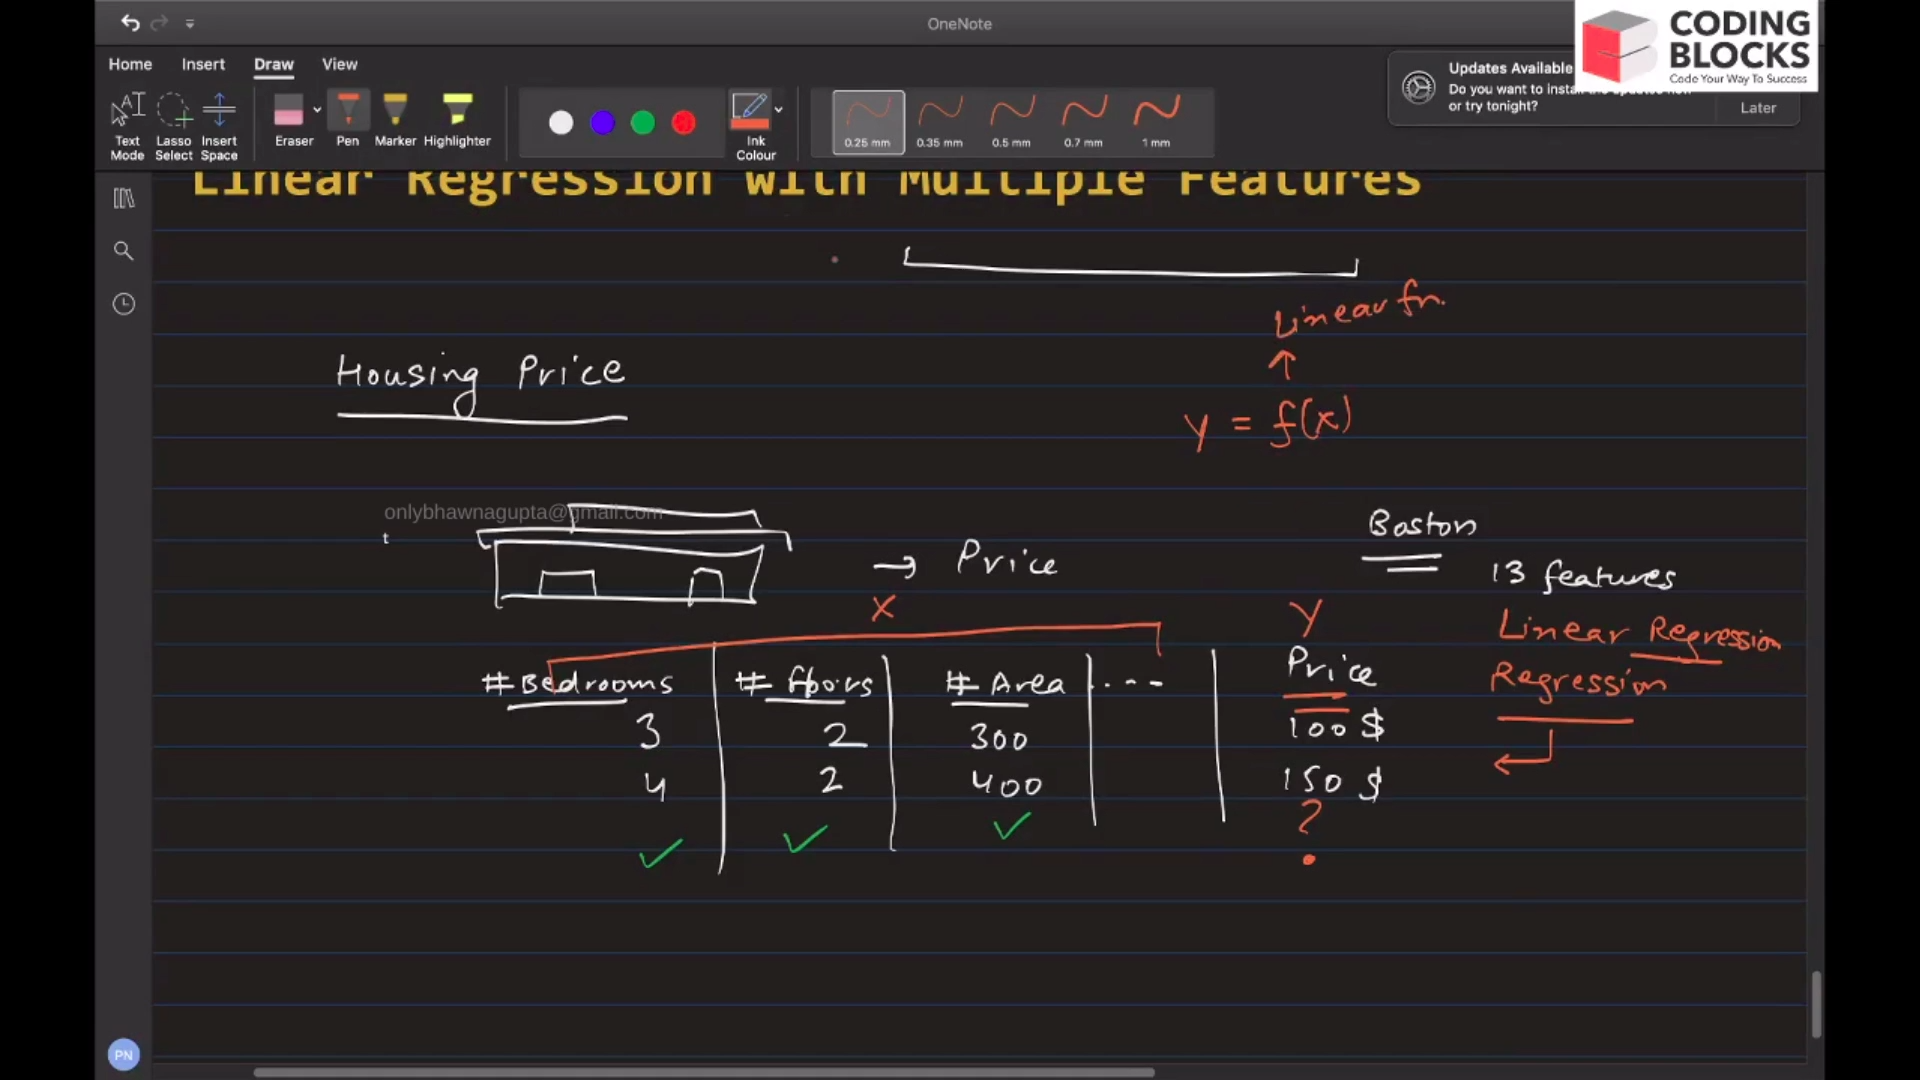 OneNote
CODING
BLOCKS
Code Your Way To Success
Home Insert Draw View
Updates Available
Do you want to install the updates now
or try tonight?
Later
Text
Mode
Lasso
Select
Insert
Space
Eraser
Pen
Marker
Highlighter
Ink
Colour
0.25 mm
0.35 mm
0.5 mm
0.7 mm
1 mm
Linear Regression with Multiple Features
Linear fn.
Housing Price
y = f(x)
onlybhawnagupta@gmail.com
t
Boston
→ Price
13 features
X
Y
Linear Regression
#Bedrooms # floors # Area ... Price
Regression
3 2 300 100 $
4 2 400 150 $
?
PN